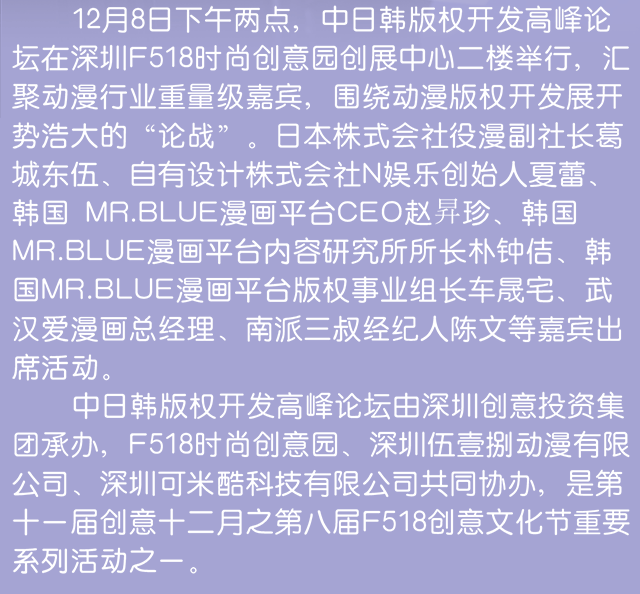 12月8日下午两点，中日韩版权开发高峰论
坛在深圳F518时尚创意园创展中心二楼举行，汇
聚动漫行业重量级嘉宾，围绕动漫版权开发展开
势浩大的“论战”。日本株式会社役漫副社长葛
城东伍、自有设计株式会社N娱乐创始人夏蕾、
韩国 MR.BLUE漫画平台CEO赵昇珍、韩国
MR.BLUE漫画平台内容研究所所长朴钟佶、韩
国MR.BLUE漫画平台版权事业组长车晟宅、武
汉爱漫画总经理、南派三叔经纪人陈文等嘉宾出
席活动。
中日韩版权开发高峰论坛由深圳创意投资集
团承办，F518时尚创意园、深圳伍壹捌动漫有限
公司、深圳可米酷科技有限公司共同协办，是第
十一届创意十二月之第八届F518创意文化节重要
系列活动之一。